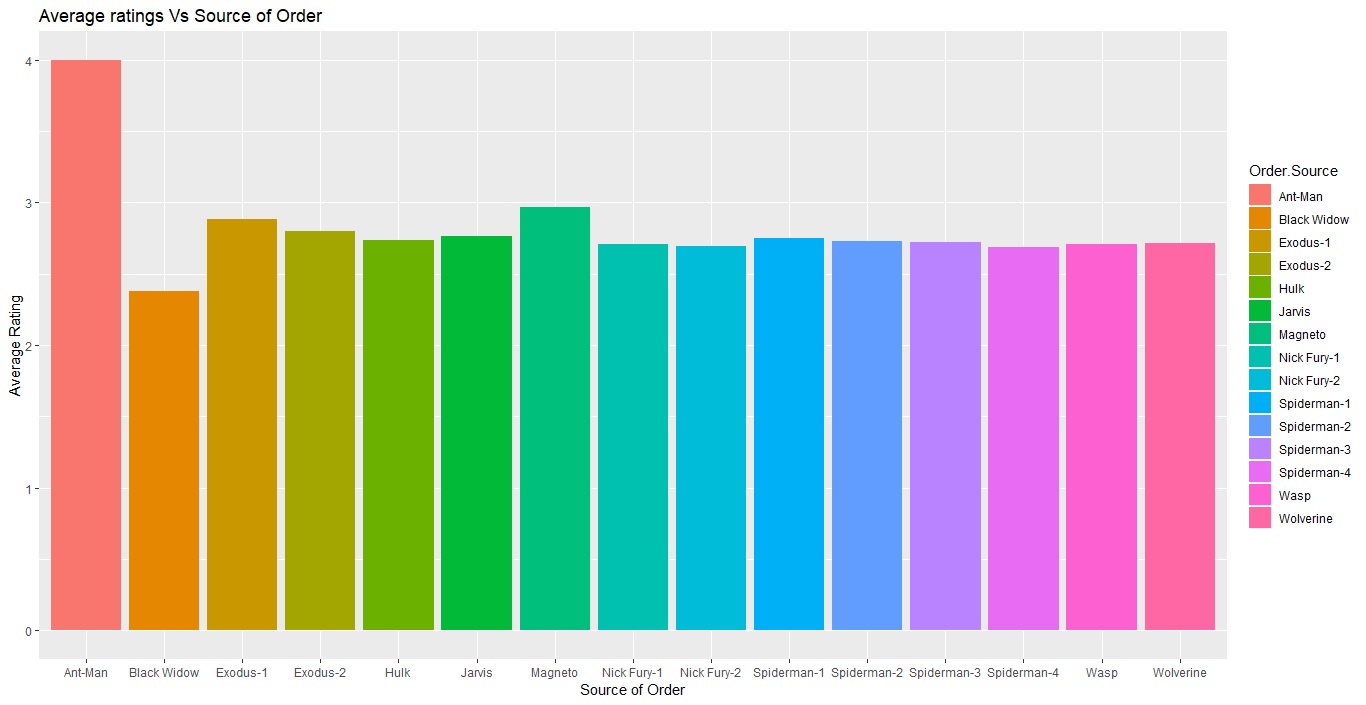 Average ratings Vs Source of Order
Average Rating
4
3
2
1
0
Ant-Man Black Widow Exodus-1 Exodus-2 Hulk Jarvis Magneto Nick Fury-1 Nick Fury-2 Spiderman-1 Spiderman-2 Spiderman-3 Spiderman-4 Wasp Wolverine
Source of Order
Order.Source
Ant-Man
Black Widow
Exodus-1
Exodus-2
Hulk
Jarvis
Magneto
Nick Fury-1
Nick Fury-2
Spiderman-1
Spiderman-2
Spiderman-3
Spiderman-4
Wasp
Wolverine